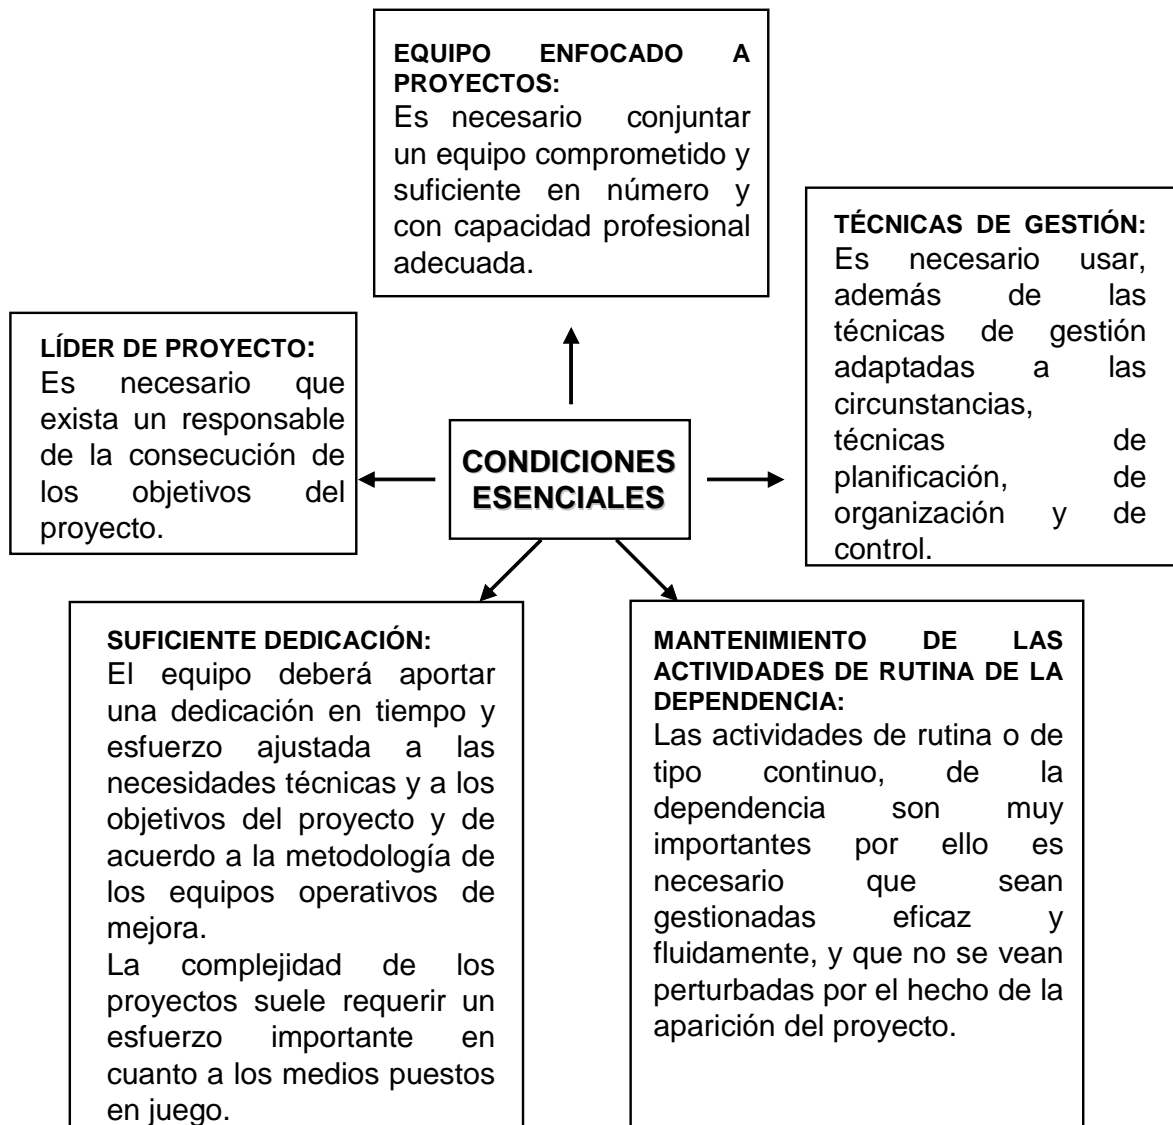 EQUIPO ENFOCADO A
PROYECTOS:
Es necesario conjuntar
un equipo comprometido y
suficiente en número y
con capacidad profesional
adecuada.
TÉCNICAS DE GESTIÓN:
Es necesario usar,
además de las
técnicas de gestión
adaptadas a las
circunstancias,
técnicas de
planificación, de
organización y de
control.
LÍDER DE PROYECTO:
Es necesario que
exista un responsable
de la consecución de
los objetivos del
proyecto.
CONDICIONES
ESENCIALES
SUFICIENTE DEDICACIÓN:
El equipo deberá aportar
una dedicación en tiempo y
esfuerzo ajustada a las
necesidades técnicas y a los
objetivos del proyecto y de
acuerdo a la metodología de
los equipos operativos de
mejora.
La complejidad de los
proyectos suele requerir un
esfuerzo importante en
cuanto a los medios puestos
en juego.
MANTENIMIENTO DE LAS
ACTIVIDADES DE RUTINA DE LA
DEPENDENCIA:
Las actividades de rutina o de
tipo continuo, de la
dependencia son muy
importantes por ello es
necesario que sean
gestionadas eficaz y
fluidamente, y que no se vean
perturbadas por el hecho de la
aparición del proyecto.